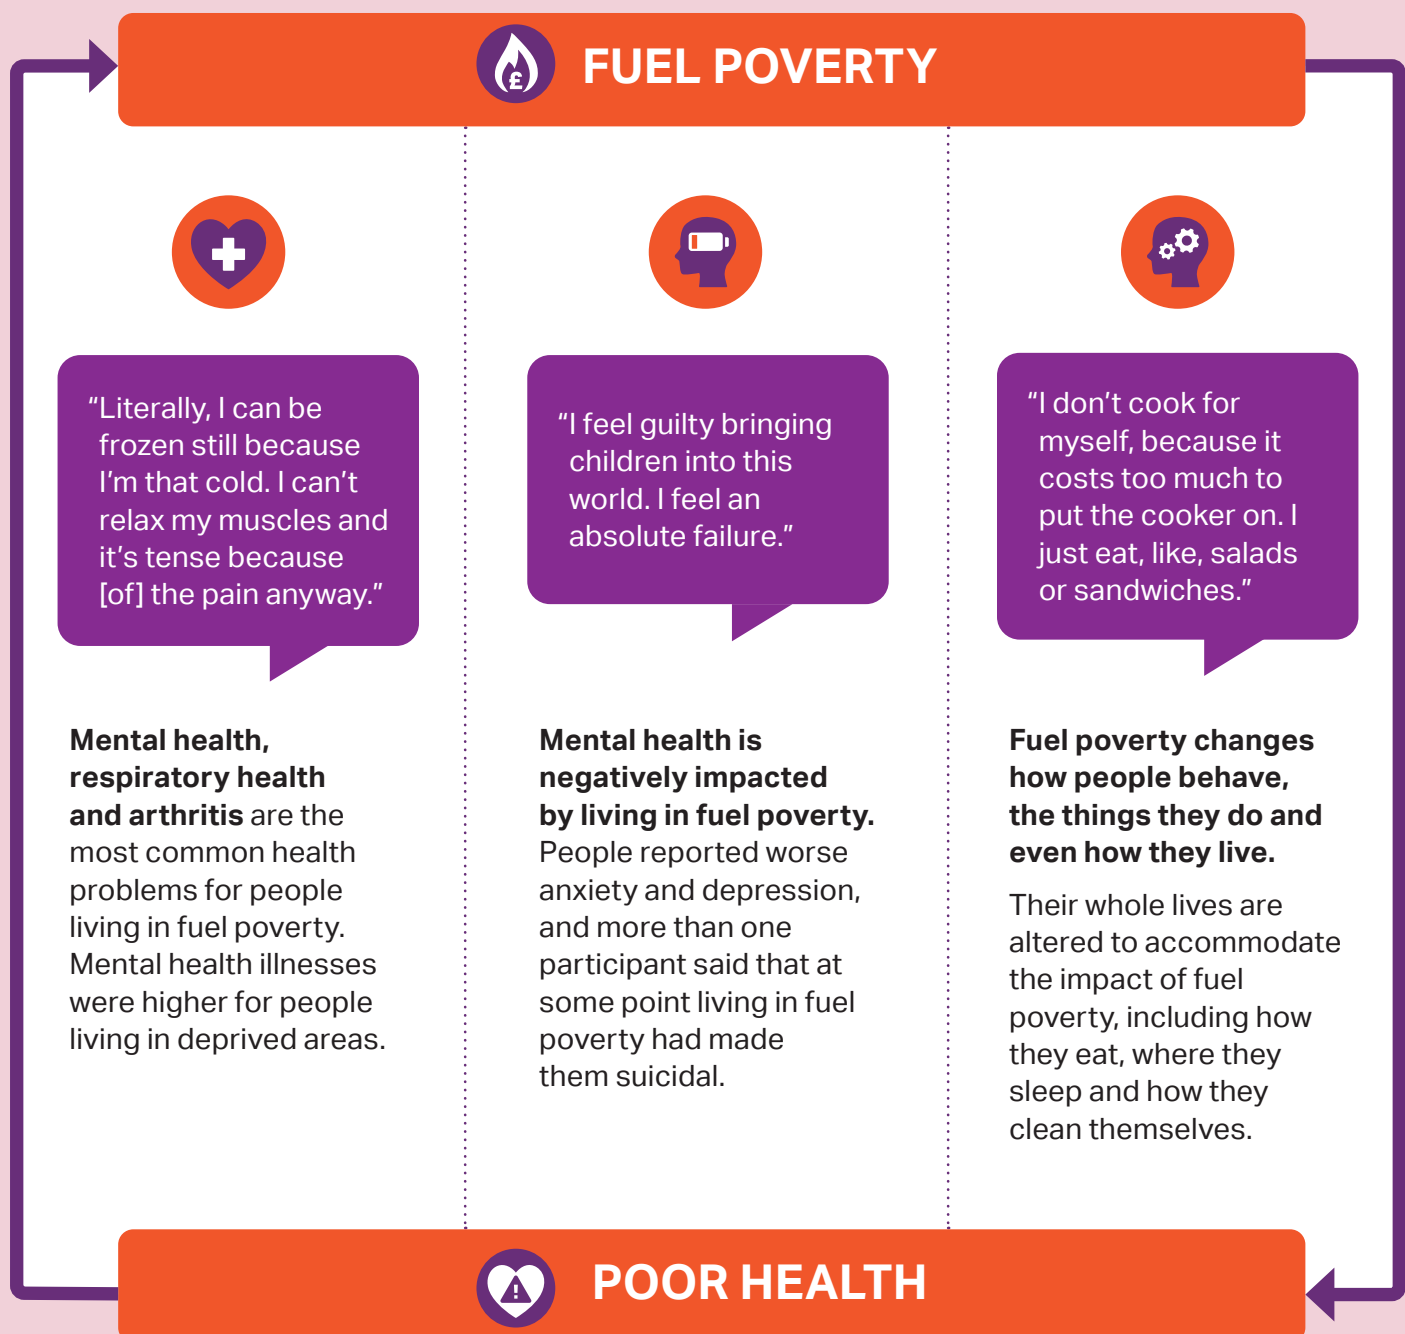 £
FUEL POVERTY
“Literally, I can be
frozen still because
I’m that cold. I can’t
relax my muscles and
it’s tense because
[of] the pain anyway.”
Mental health,
respiratory health
and arthritis are the
most common health
problems for people
living in fuel poverty.
Mental health illnesses
were higher for people
living in deprived areas.
“I feel guilty bringing
children into this
world. I feel an
absolute failure.”
Mental health is
negatively impacted
by living in fuel poverty.
People reported worse
anxiety and depression,
and more than one
participant said that at
some point living in fuel
poverty had made
them suicidal.
“I don’t cook for
myself, because it
costs too much to
put the cooker on. I
just eat, like, salads
or sandwiches.”
Fuel poverty changes
how people behave,
the things they do and
even how they live.
Their whole lives are
altered to accommodate
the impact of fuel
poverty, including how
they eat, where they
sleep and how they
clean themselves.
!
POOR HEALTH